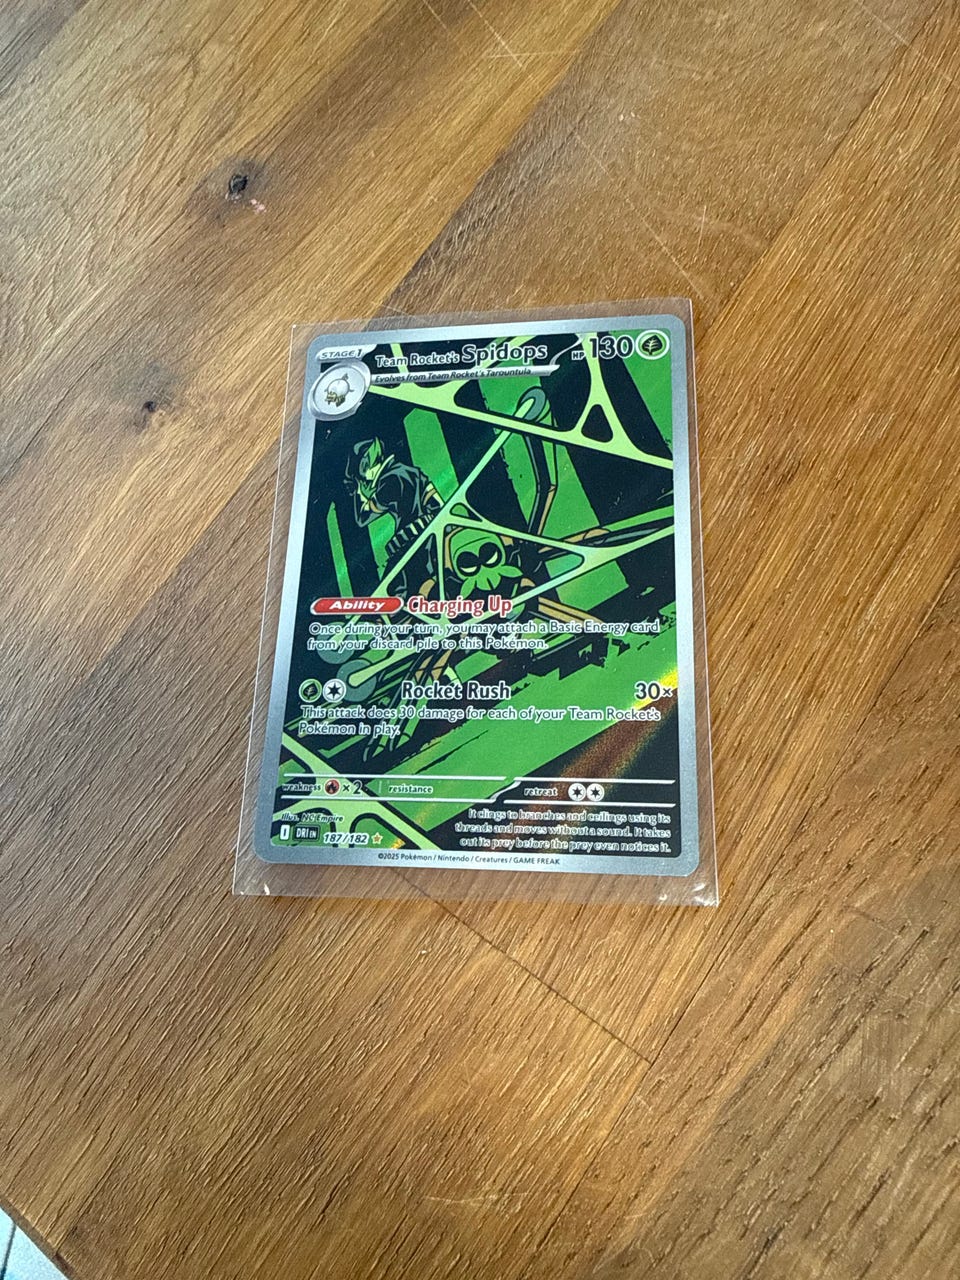 STAGE 1 Team Rocket's Spidops HP 130
Evolves from Team Rocket's Tarountula
Ability Charging Up
Once during your turn, you may attach a Basic Energy card
from your discard pile to this Pokémon.
Rocket Rush 30×
This attack does 30 damage for each of your Team Rocket's
Pokémon in play.
weakness ×2 resistance retreat
Illus. NC Empire
It clings to branches and ceilings using its
threads and moves without a sound. It takes
out its prey before the prey even notices it.
DRI EN 187/182
©2025 Pokémon / Nintendo / Creatures / GAME FREAK